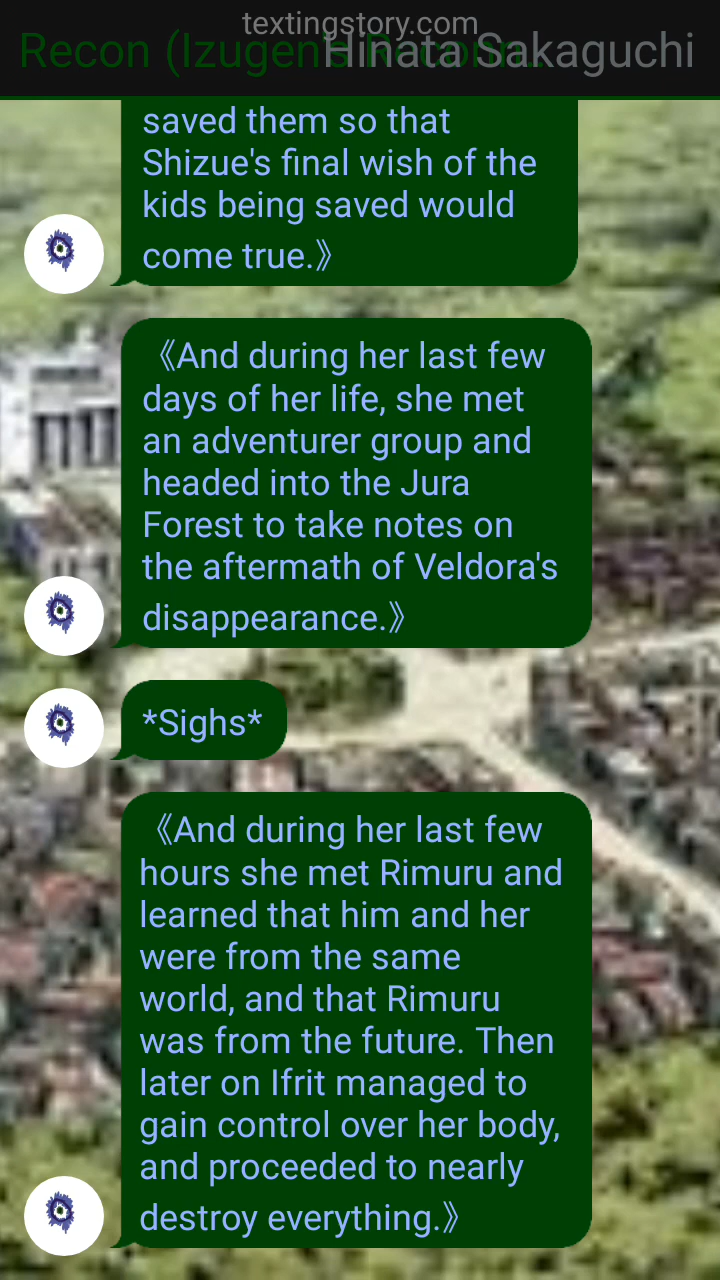 textingstory.com
Recon (Izugen's Recon
Hinata Sakaguchi
saved them so that
Shizue's final wish of the
kids being saved would
come true.》
《And during her last few
days of her life, she met
an adventurer group and
headed into the Jura
Forest to take notes on
the aftermath of Veldora's
disappearance.》
*Sighs*
《And during her last few
hours she met Rimuru and
learned that him and her
were from the same
world, and that Rimuru
was from the future. Then
later on Ifrit managed to
gain control over her body,
and proceeded to nearly
destroy everything.》